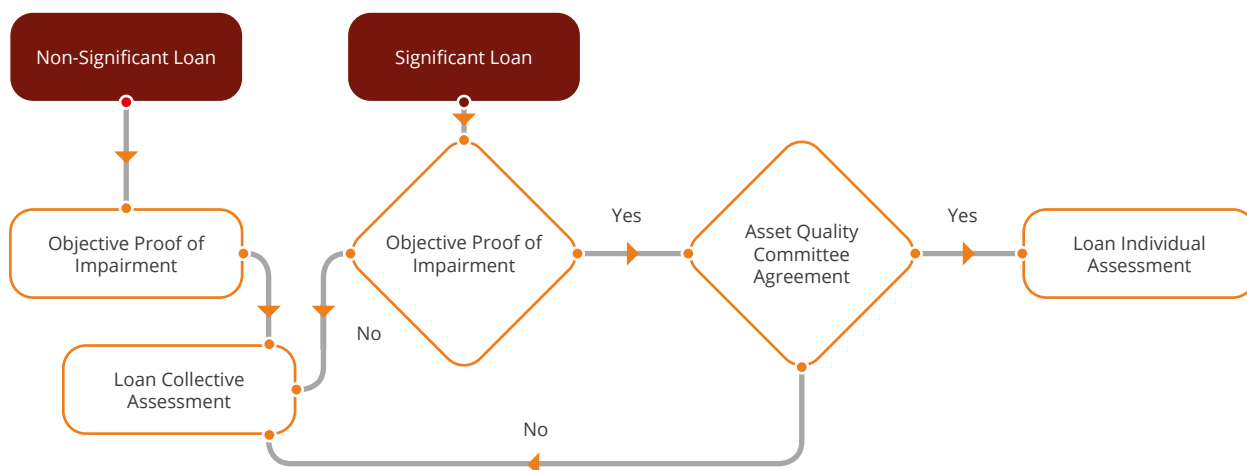 Non-Significant Loan
Significant Loan
Objective Proof of
Impairment
Objective Proof of
Impairment
Yes
Asset Quality
Committee
Agreement
Yes
Loan Individual
Assessment
No
Loan Collective
Assessment
No